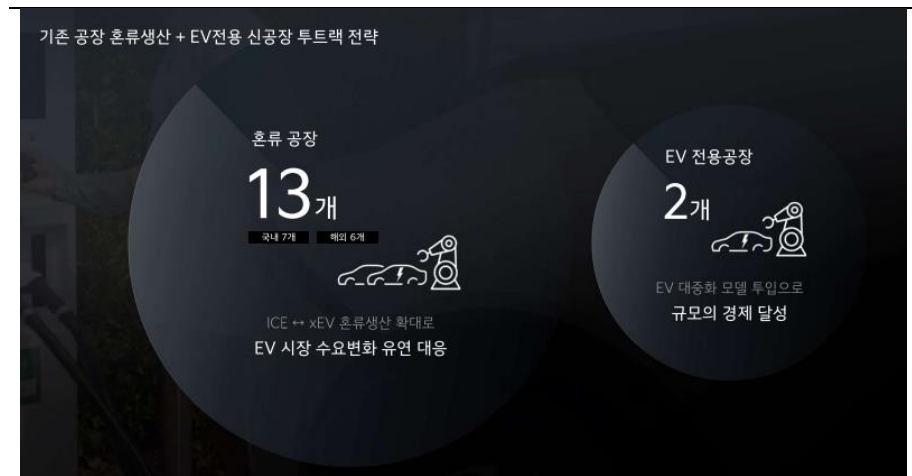 기존 공장 혼류생산 + EV전용 신공장 투트랙 전략
혼류 공장
13개
국내 7개 해외 6개
ICE ↔ xEV 혼류생산 확대로
EV 시장 수요변화 유연 대응
EV 전용공장
2개
EV 대중화 모델 투입으로
규모의 경제 달성